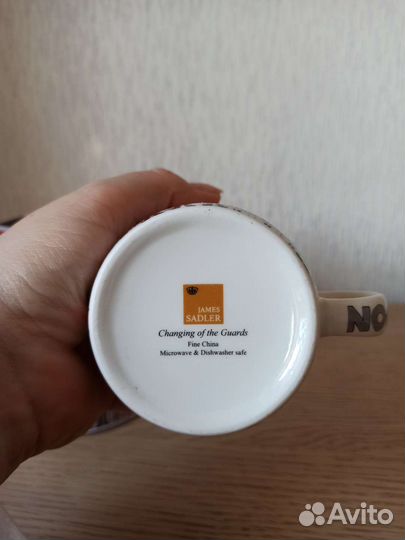 JAMES
SADLER
Changing of the Guards
Fine China
Microwave & Dishwasher safe
NO
Avito